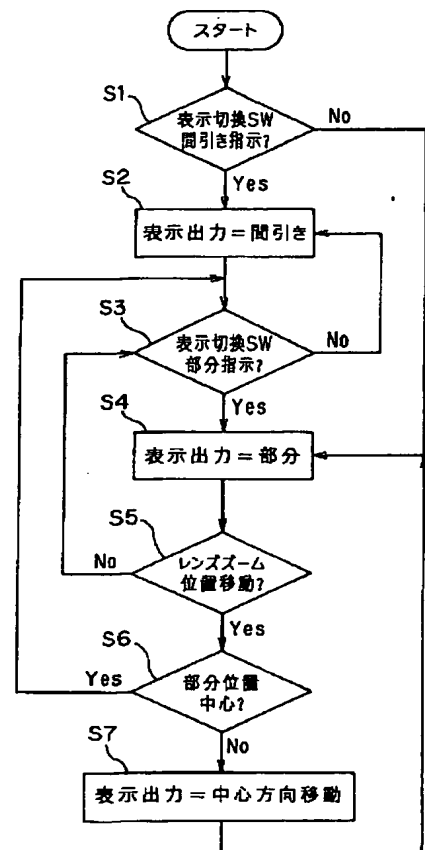 スタート
S1
表示切換SW
間引き指示?
No
Yes
S2
表示出力=間引き
S3
表示切換SW
部分指示?
No
Yes
S4
表示出力=部分
S5
レンズズーム
位置移動?
No
Yes
S6
部分位置
中心?
Yes
No
S7
表示出力=中心方向移動